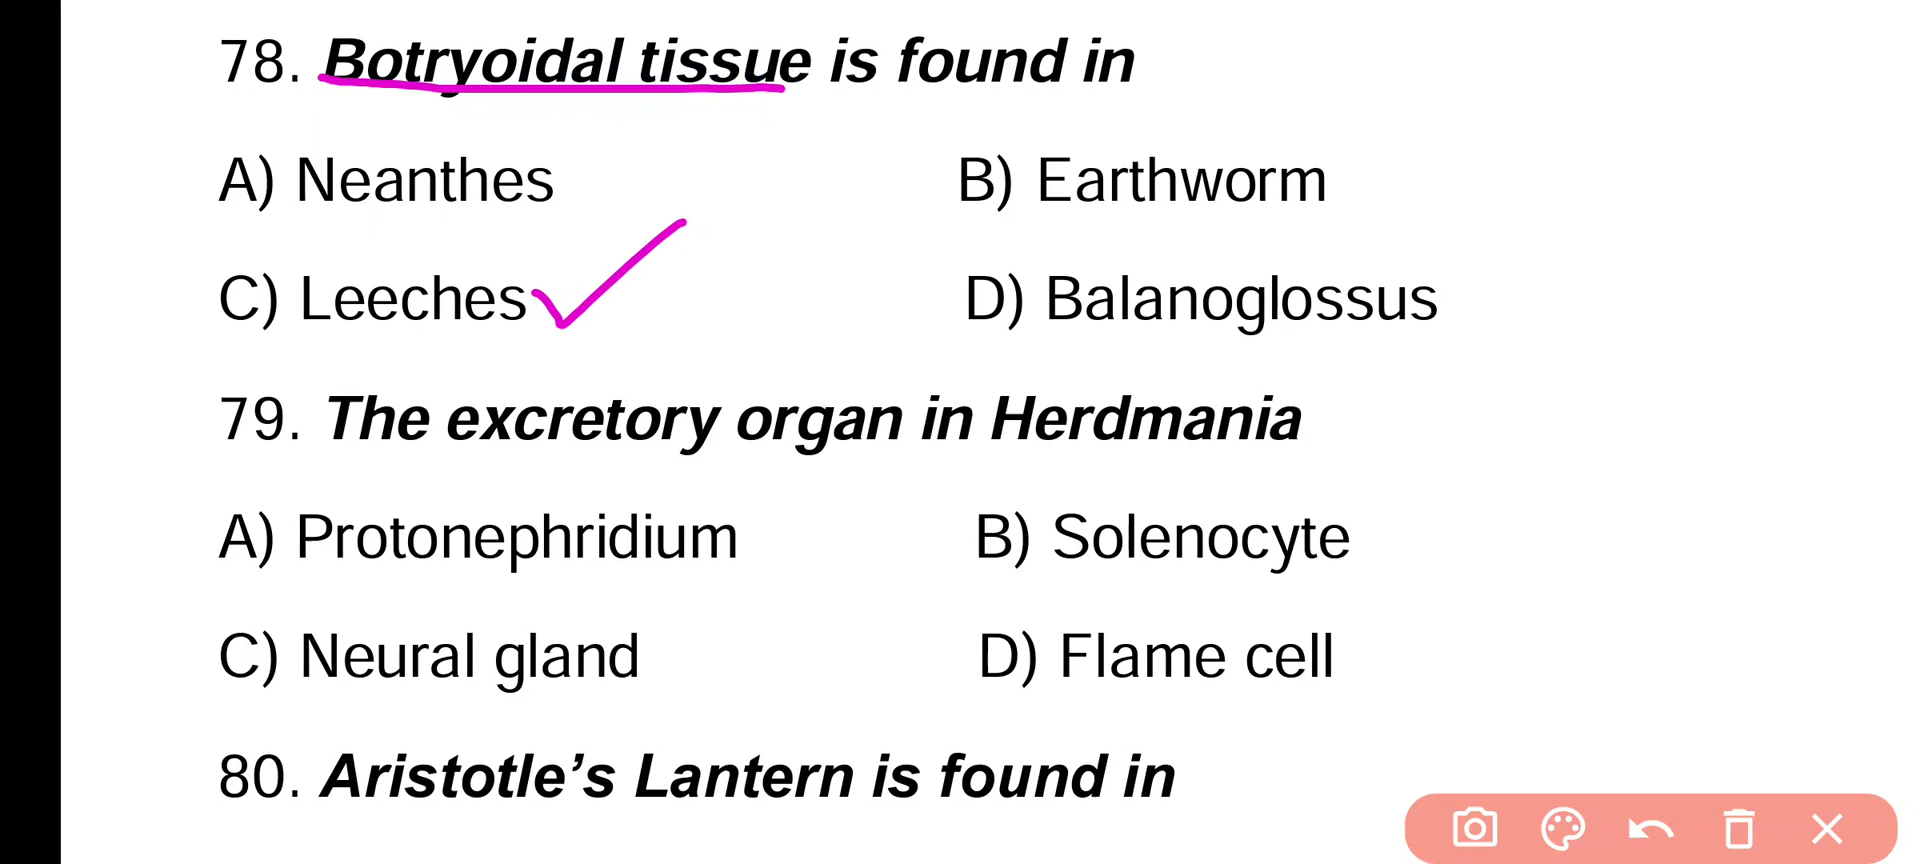 78. Botryoidal tissue is found in
A) Neanthes B) Earthworm
C) Leeches D) Balanoglossus
79. The excretory organ in Herdmania
A) Protonephridium B) Solenocyte
C) Neural gland D) Flame cell
80. Aristotle’s Lantern is found in